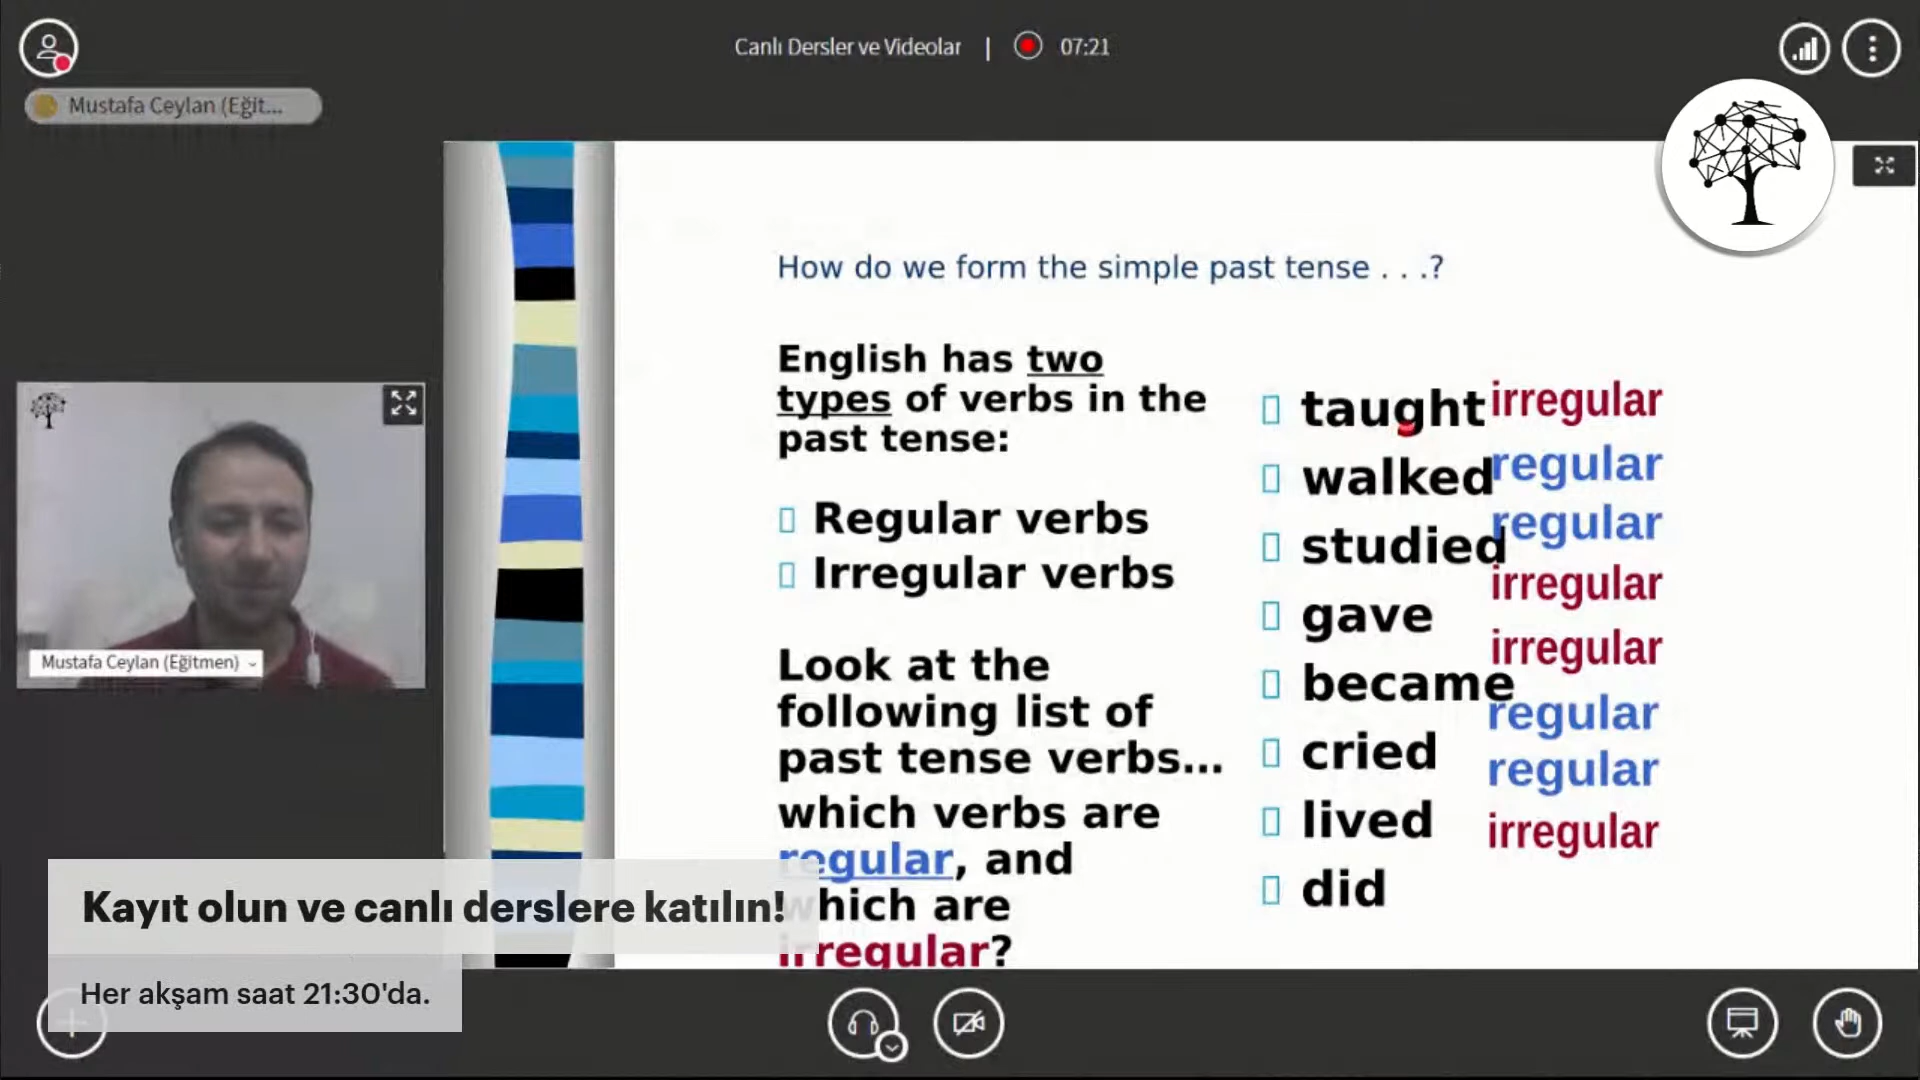 Canlı Dersler ve Videolar | 07:21
Mustafa Ceylan (Eğit...
How do we form the simple past tense . . .?
English has two
types of verbs in the
past tense:
Regular verbs
Irregular verbs
Look at the
following list of
past tense verbs...
which verbs are
regular, and
which are
irregular?
taught irregular
walked regular
studied regular
gave irregular
became irregular
cried regular
lived regular
did irregular
Mustafa Ceylan (Eğitmen)
Kayıt olun ve canlı derslere katılın!
Her akşam saat 21:30'da.